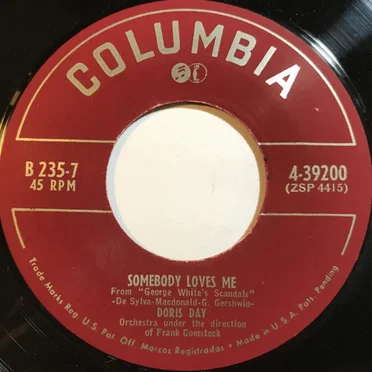 COLUMBIA
B 235-7
45 RPM
4-39200
(ZSP 4415)
SOMEBODY LOVES ME
From "George White's Scandals"
-De Sylva-Macdonald-G. Gershwin-
DORIS DAY
Orchestra under the direction
of Frank Comstock
Trade Marks Reg. U.S. Pat. Off. Marcas Registradas • Made in U.S.A. Pats. Pending